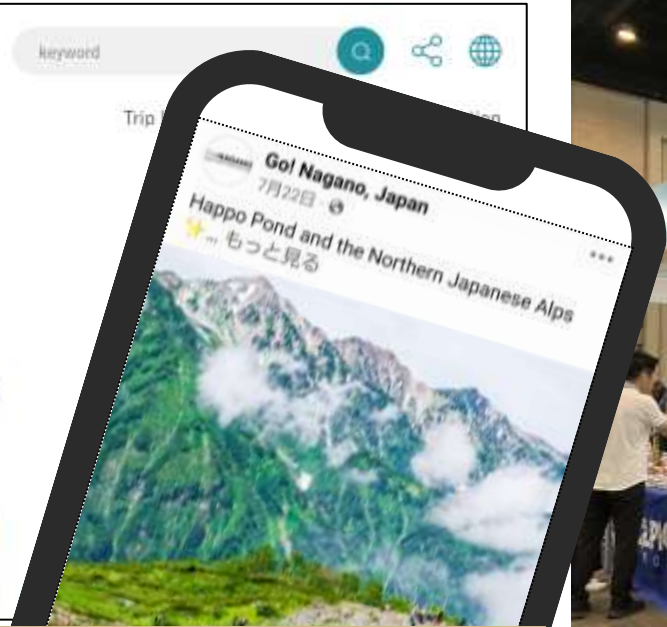 keyword
Trip
Go! Nagano, Japan
7月22日
Happo Pond and the Northern Japanese Alps
✨... もっと見る